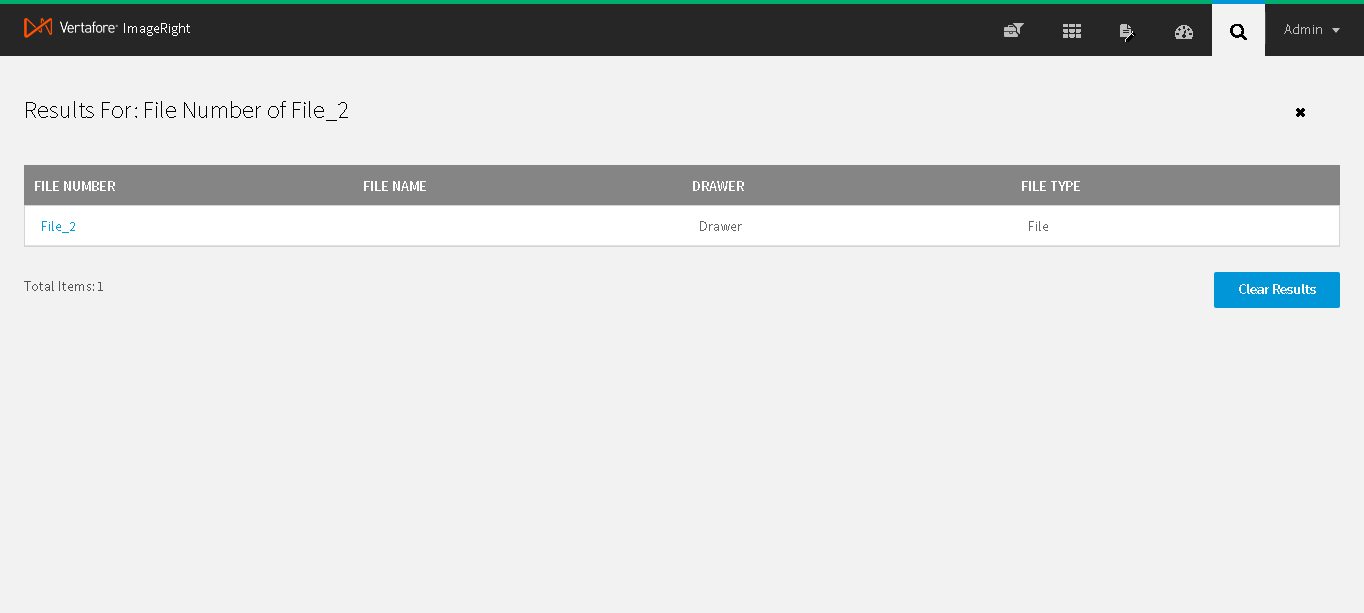 Vertafore ImageRight
Admin
Results For: File Number of File_2
FILE NUMBER FILE NAME DRAWER FILE TYPE
File_2 Drawer File
Total Items: 1
Clear Results